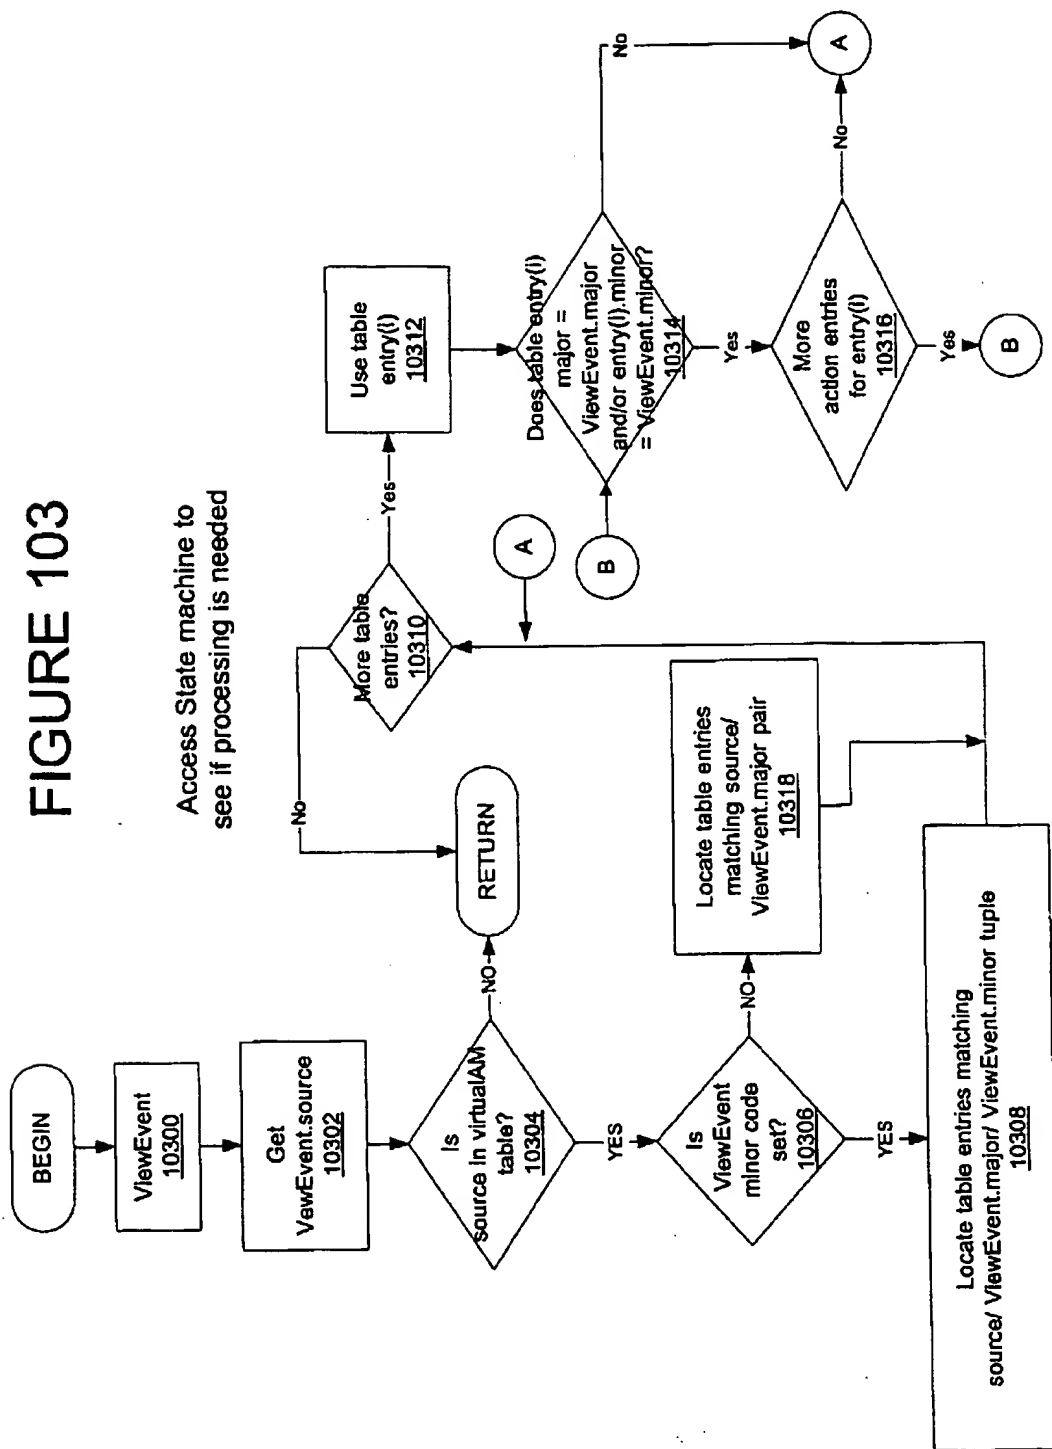 FIGURE 103
Access State machine to
see if processing is needed
BEGIN
ViewEvent
10300
Get
VewEvent.source
10302
Is
source in virtualAM
table?
10304
NO
RETURN
YES
Is
ViewEvent
minor code
set?
10306
NO
Locate table entries
matching source/
ViewEvent.major pair
10318
YES
Locate table entries matching
source/ ViewEvent.major/ ViewEvent.minor tuple
10308
More table
entries?
10310
No
Yes
Use table
entry(i)
10312
A
B
Does table entry(i)
major =
ViewEvent.major
and/or entry(i).minor
= ViewEvent.minor?
10314
No
A
Yes
More
action entries
for entry(i)
10316
No
Yes
B